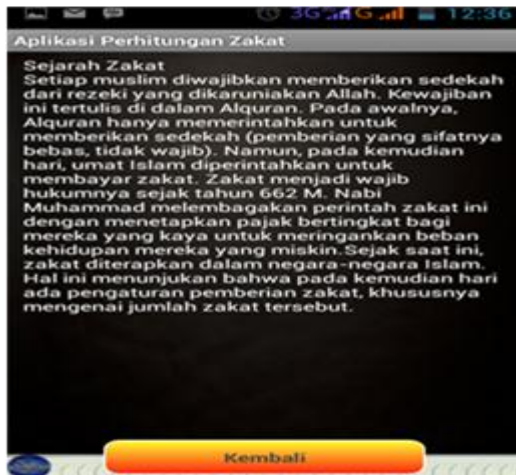 3G G 12:36
Aplikasi Perhitungan Zakat
Sejarah Zakat
Setiap muslim diwajibkan memberikan sedekah
dari rezeki yang dikaruniakan Allah. Kewajiban
ini tertulis di dalam Alquran. Pada awalnya,
Alquran hanya memerintahkan untuk
memberikan sedekah (pemberian yang sifatnya
bebas, tidak wajib). Namun, pada kemudian
hari, umat Islam diperintahkan untuk
membayar zakat. Zakat menjadi wajib
hukumnya sejak tahun 662 M. Nabi
Muhammad melembagakan perintah zakat ini
dengan menetapkan pajak bertingkat bagi
mereka yang kaya untuk meringankan beban
kehidupan mereka yang miskin.Sejak saat ini,
zakat diterapkan dalam negara-negara Islam.
Hal ini menunjukan bahwa pada kemudian hari
ada pengaturan pemberian zakat, khususnya
mengenai jumlah zakat tersebut.
Kembali